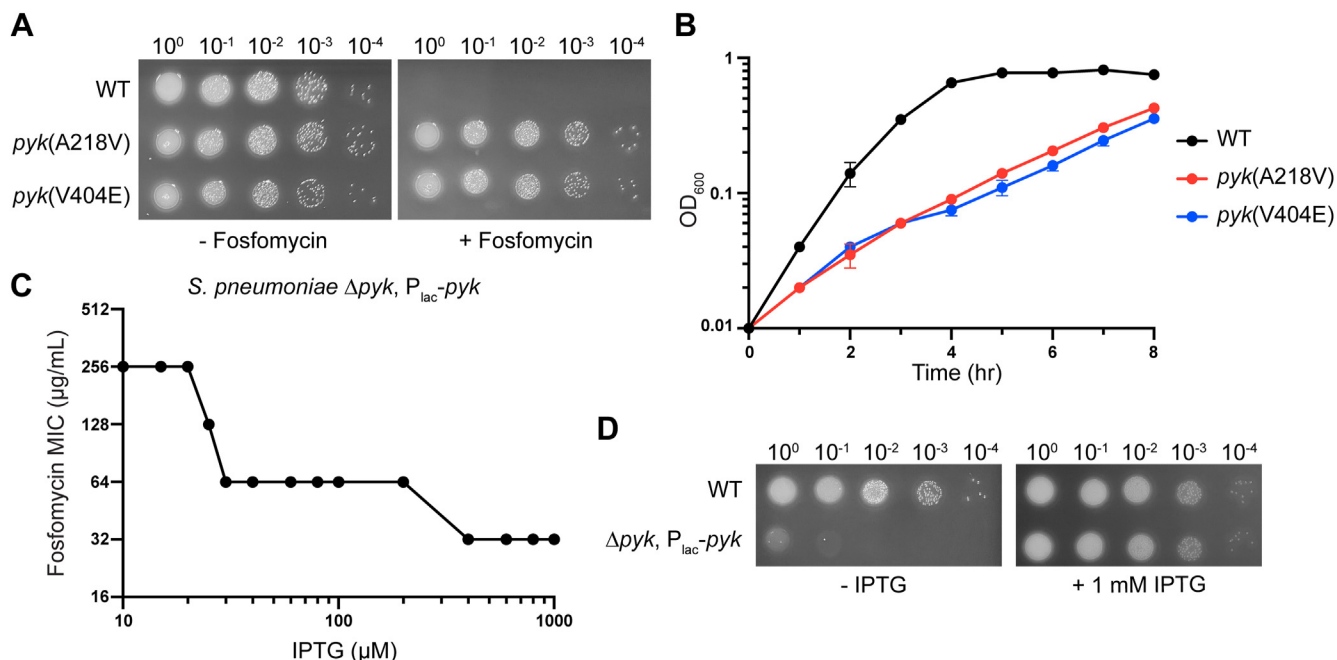 A
10⁰ 10⁻¹ 10⁻² 10⁻³ 10⁻⁴ 10⁰ 10⁻¹ 10⁻² 10⁻³ 10⁻⁴
WT
pyk(A218V)
pyk(V404E)
- Fosfomycin + Fosfomycin
B
1
0.1
0.01
OD₆₀₀
0 2 4 6 8
Time (hr)
WT
pyk(A218V)
pyk(V404E)
C
S. pneumoniae Δpyk, Plac-pyk
512
256
128
64
32
16
Fosfomycin MIC (µg/mL)
10 100 1000
IPTG (µM)
D
10⁰ 10⁻¹ 10⁻² 10⁻³ 10⁻⁴ 10⁰ 10⁻¹ 10⁻² 10⁻³ 10⁻⁴
WT
Δpyk, Plac-pyk
- IPTG + 1 mM IPTG